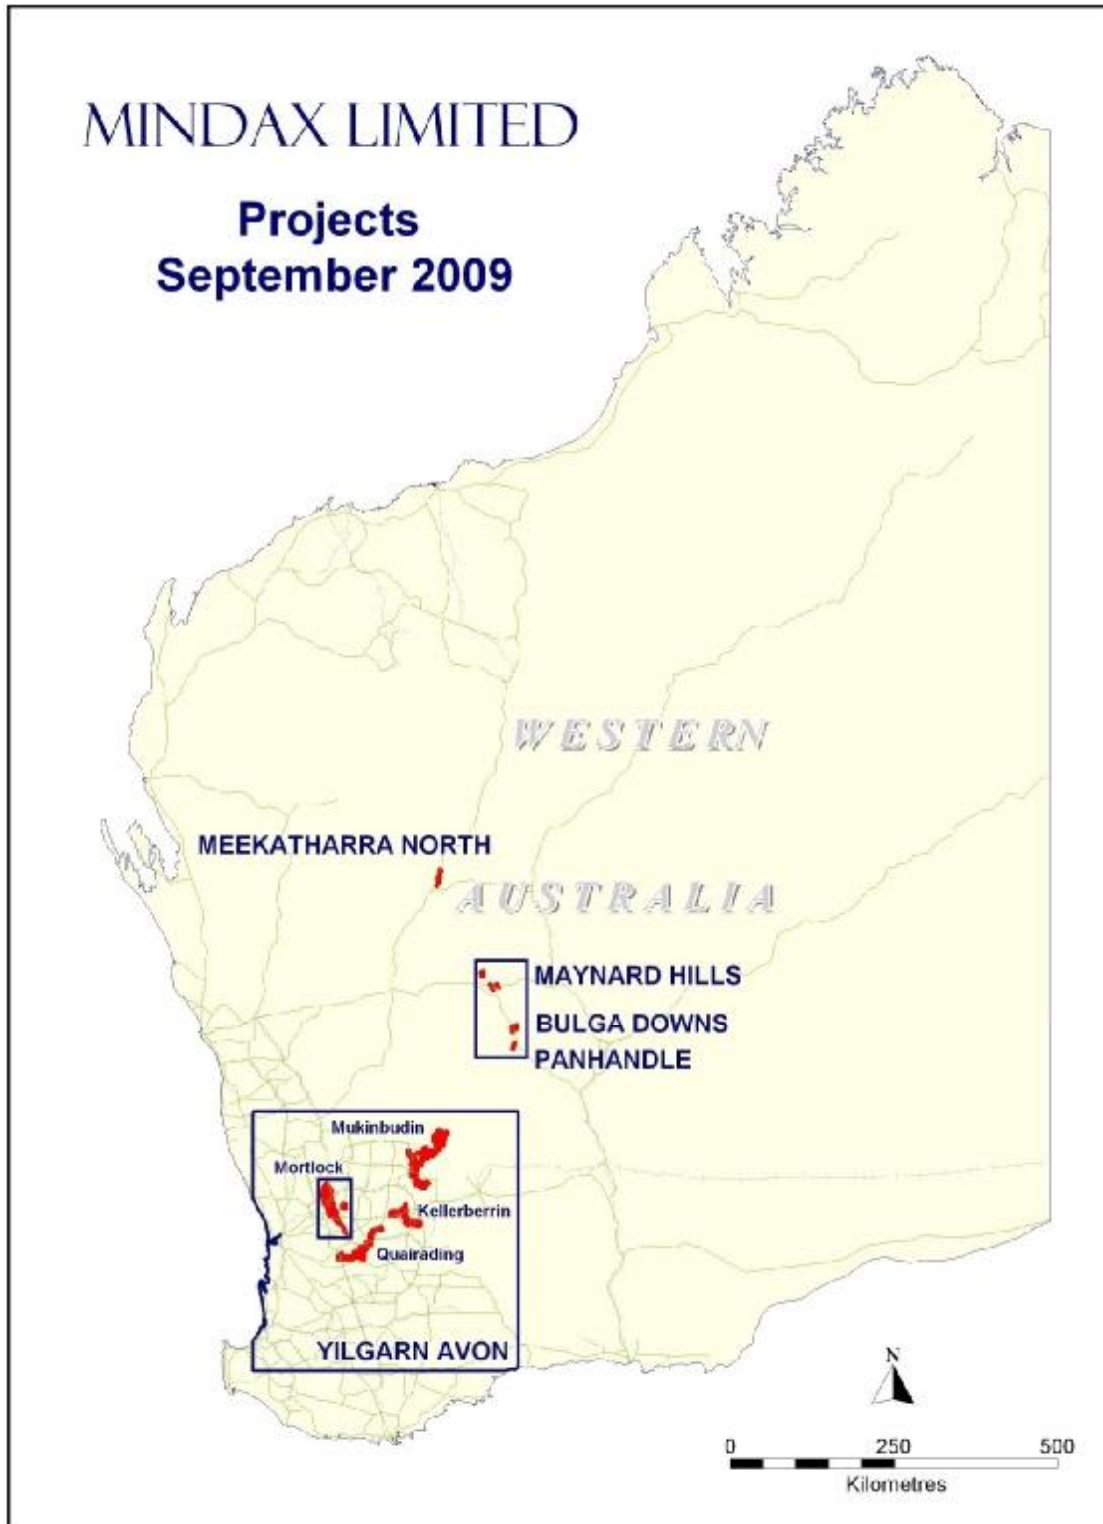 MINDAX LIMITED
Projects
September 2009
WESTERN
MEEKATHARRA NORTH
AUSTRALIA
MAYNARD HILLS
BULGA DOWNS
PANHANDLE
Mukinbudin
Mortlock
Kellerberrin
Quairading
YILGARN AVON
N
0 250 500
Kilometres